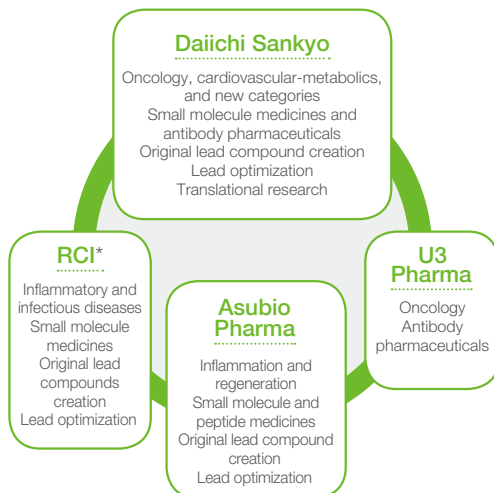 Daiichi Sankyo
Oncology, cardiovascular-metabolics,
and new categories
Small molecule medicines and
antibody pharmaceuticals
Original lead compound creation
Lead optimization
Translational research
RCI*
Inflammatory and
infectious diseases
Small molecule
medicines
Original lead
compounds
creation
Lead optimization
Asubio
Pharma
Inflammation and
regeneration
Small molecule and
peptide medicines
Original lead compound
creation
Lead optimization
U3
Pharma
Oncology
Antibody
pharmaceuticals